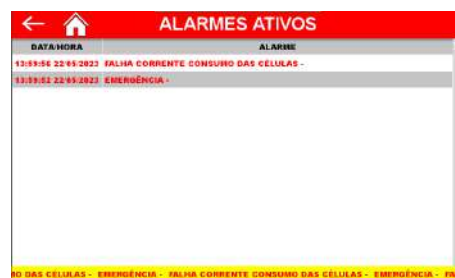 ALARMES ATIVOS
DATA/HORA ALARME
13:59:56 22/05/2023 FALHA CORRENTE CONSUMO DAS CÉLULAS -
13:59:52 22/05/2023 EMERGÊNCIA -
DAS CÉLULAS - EMERGÊNCIA - FALHA CORRENTE CONSUMO DAS CÉLULAS - EMERGÊNCIA -